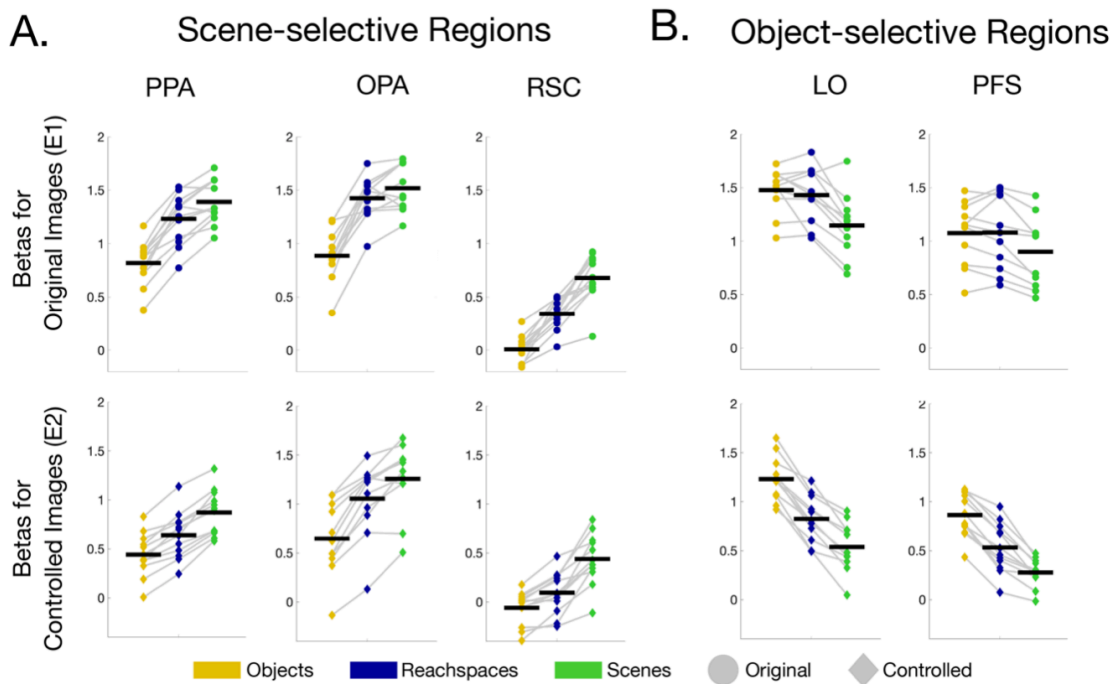 A.
Scene-selective Regions
B.
Object-selective Regions
PPA
OPA
RSC
LO
PFS
Betas for
Original Images (E1)
2
1.5
1
0.5
0
2
1.5
1
0.5
0
2
1.5
1
0.5
0
2
1.5
1
0.5
0
2
1.5
1
0.5
0
Betas for
Controlled Images (E2)
2
1.5
1
0.5
0
2
1.5
1
0.5
0
2
1.5
1
0.5
0
2
1.5
1
0.5
0
2
1.5
1
0.5
0
Objects
Reachspaces
Scenes
Original
Controlled